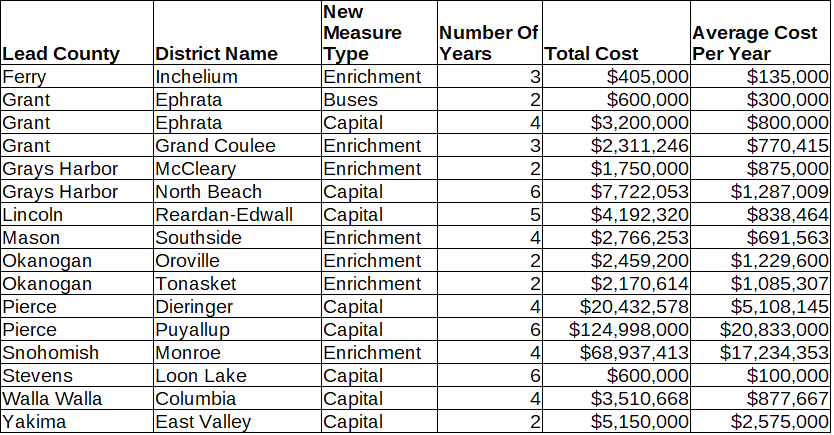 Lead County District Name New Measure Type Number Of Years Total Cost Average Cost Per Year
Ferry Inchelium Enrichment 3 $405,000 $135,000
Grant Ephrata Buses 2 $600,000 $300,000
Grant Ephrata Capital 4 $3,200,000 $800,000
Grant Grand Coulee Enrichment 3 $2,311,246 $770,415
Grays Harbor McCleary Enrichment 2 $1,750,000 $875,000
Grays Harbor North Beach Capital 6 $7,722,053 $1,287,009
Lincoln Reardan-Edwall Capital 5 $4,192,320 $838,464
Mason Southside Enrichment 4 $2,766,253 $691,563
Okanogan Oroville Enrichment 2 $2,459,200 $1,229,600
Okanogan Tonasket Enrichment 2 $2,170,614 $1,085,307
Pierce Dieringer Capital 4 $20,432,578 $5,108,145
Pierce Puyallup Capital 6 $124,998,000 $20,833,000
Snohomish Monroe Enrichment 4 $68,937,413 $17,234,353
Stevens Loon Lake Capital 6 $600,000 $100,000
Walla Walla Columbia Capital 4 $3,510,668 $877,667
Yakima East Valley Capital 2 $5,150,000 $2,575,000